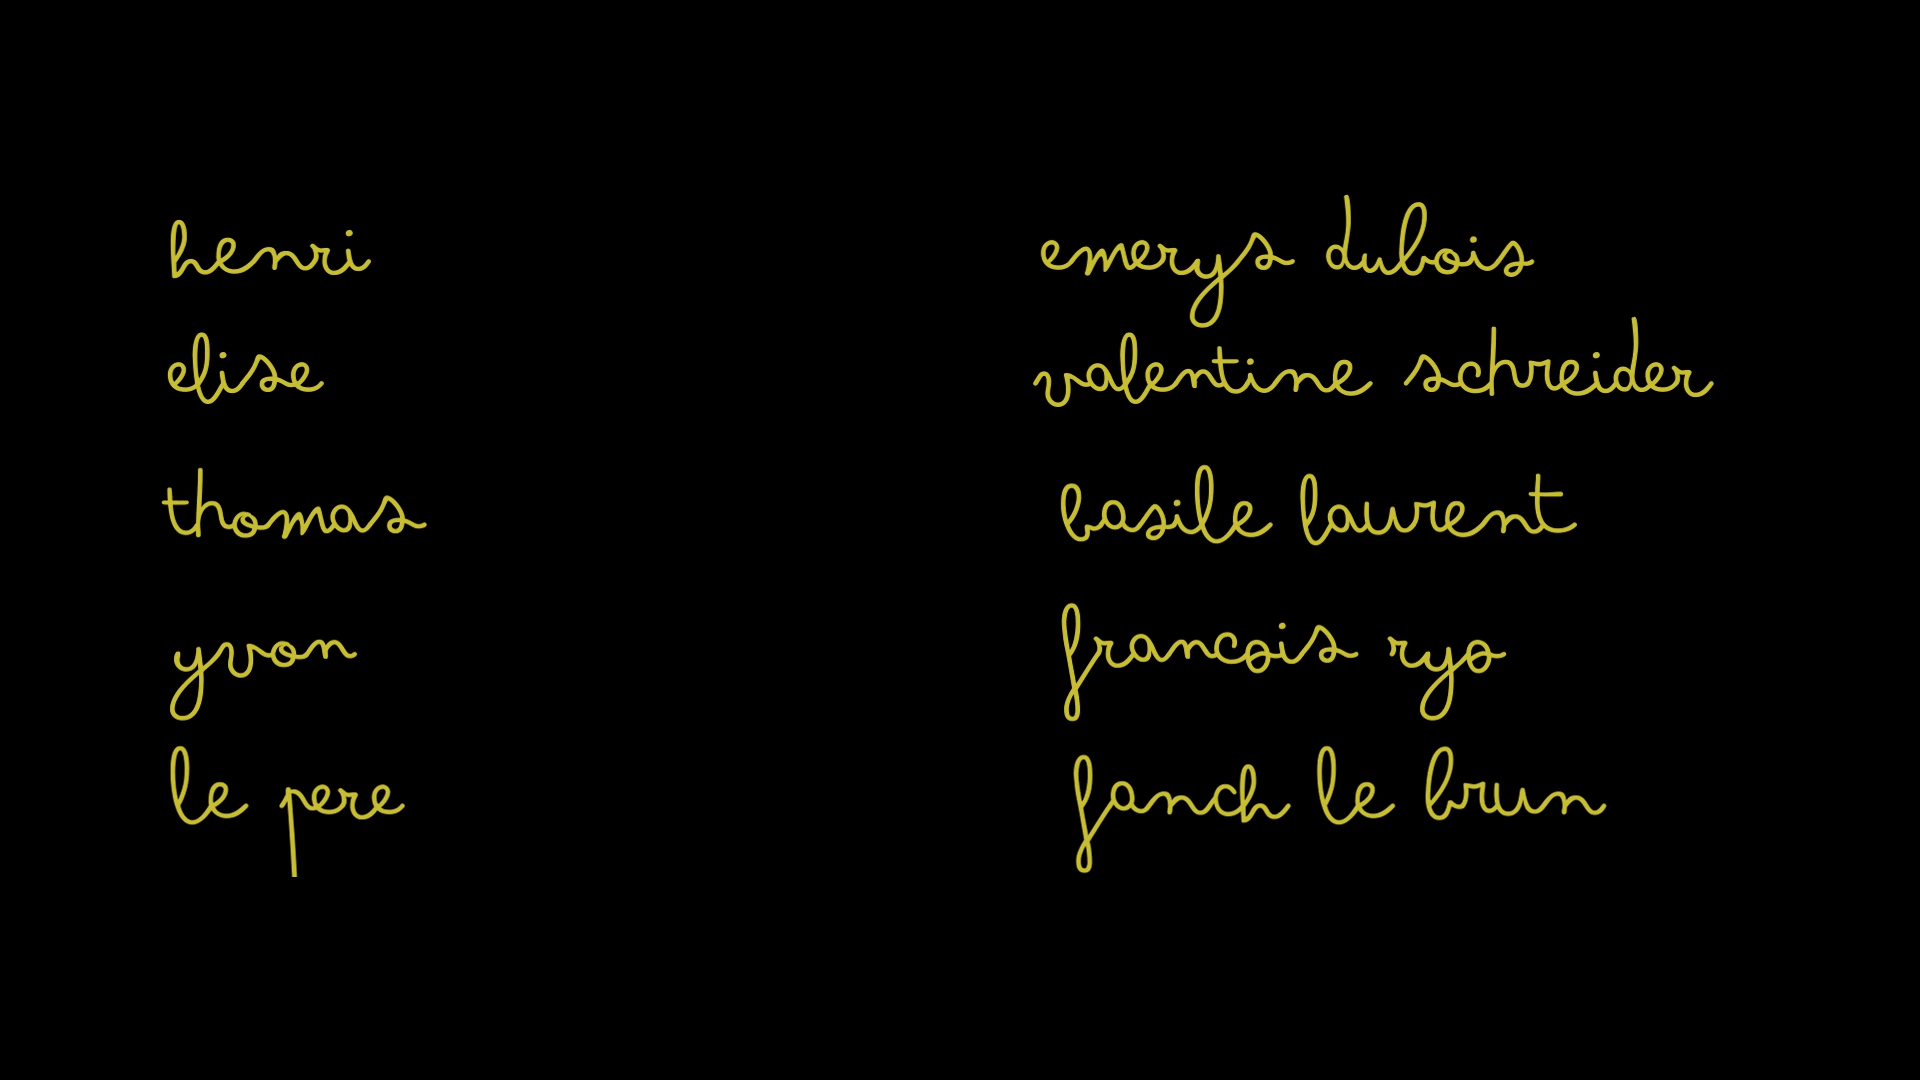 henri emerys dubois
elise valentine schreider
thomas basile laurent
yvon francois ryo
le pere fanch le brun